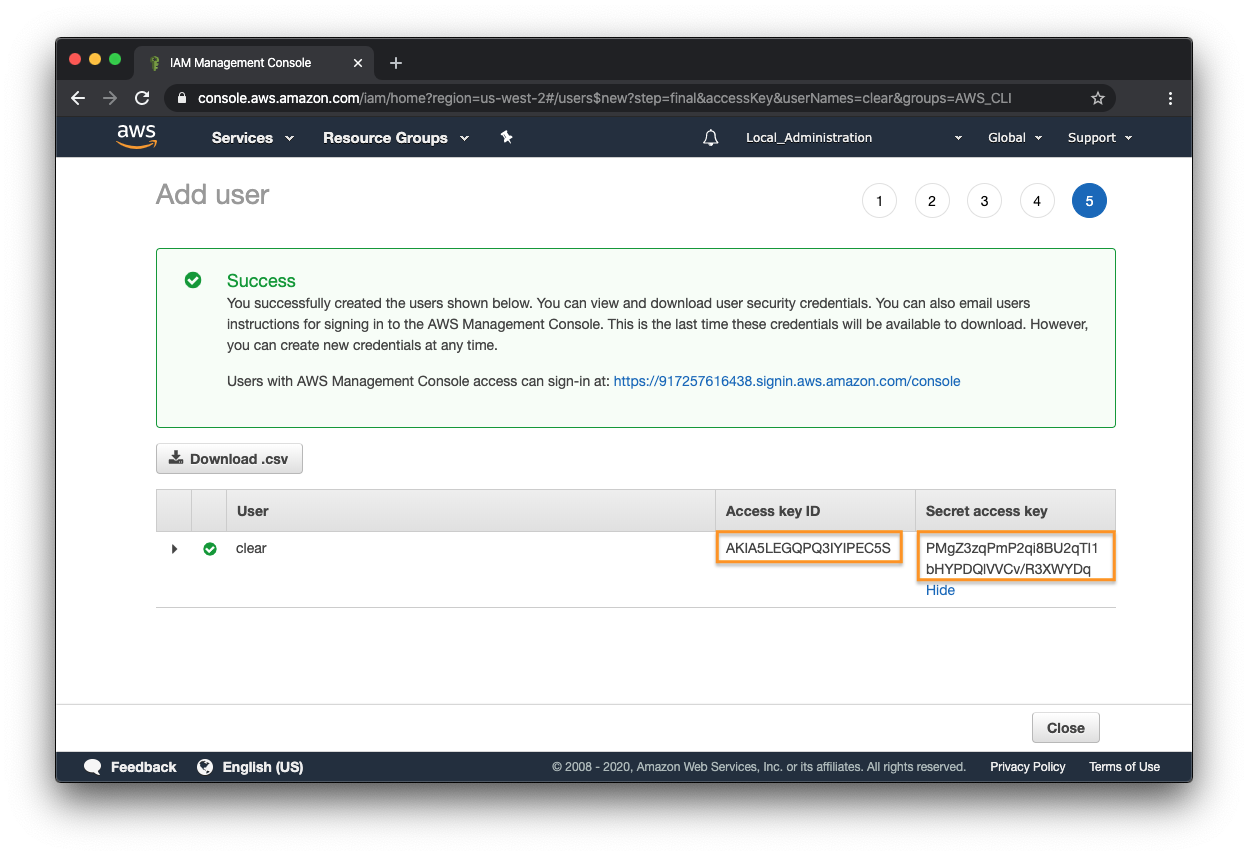 IAM Management Console
console.aws.amazon.com/iam/home?region=us-west-2#/users$new?step=final&accessKey&userNames=clear&groups=AWS_CLI
aws Services Resource Groups Local_Administration Global Support
Add user 1 2 3 4 5
Success
You successfully created the users shown below. You can view and download user security credentials. You can also email users
instructions for signing in to the AWS Management Console. This is the last time these credentials will be available to download. However,
you can create new credentials at any time.
Users with AWS Management Console access can sign-in at: https://917257616438.signin.aws.amazon.com/console
Download .csv
User Access key ID Secret access key
clear AKIA5LEGQPQ3IYIPEC5S
Hide
Close
Feedback English (US) © 2008 - 2020, Amazon Web Services, Inc. or its affiliates. All rights reserved. Privacy Policy Terms of Use